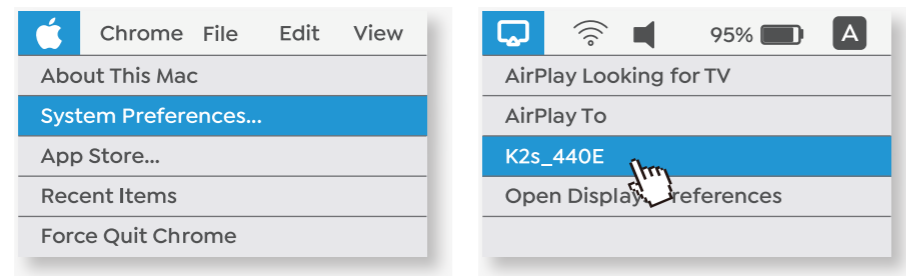 Chrome File Edit View
About This Mac
System Preferences...
App Store...
Recent Items
Force Quit Chrome
95% A
AirPlay Looking for TV
AirPlay To
K2s_440E
Open Display Preferences